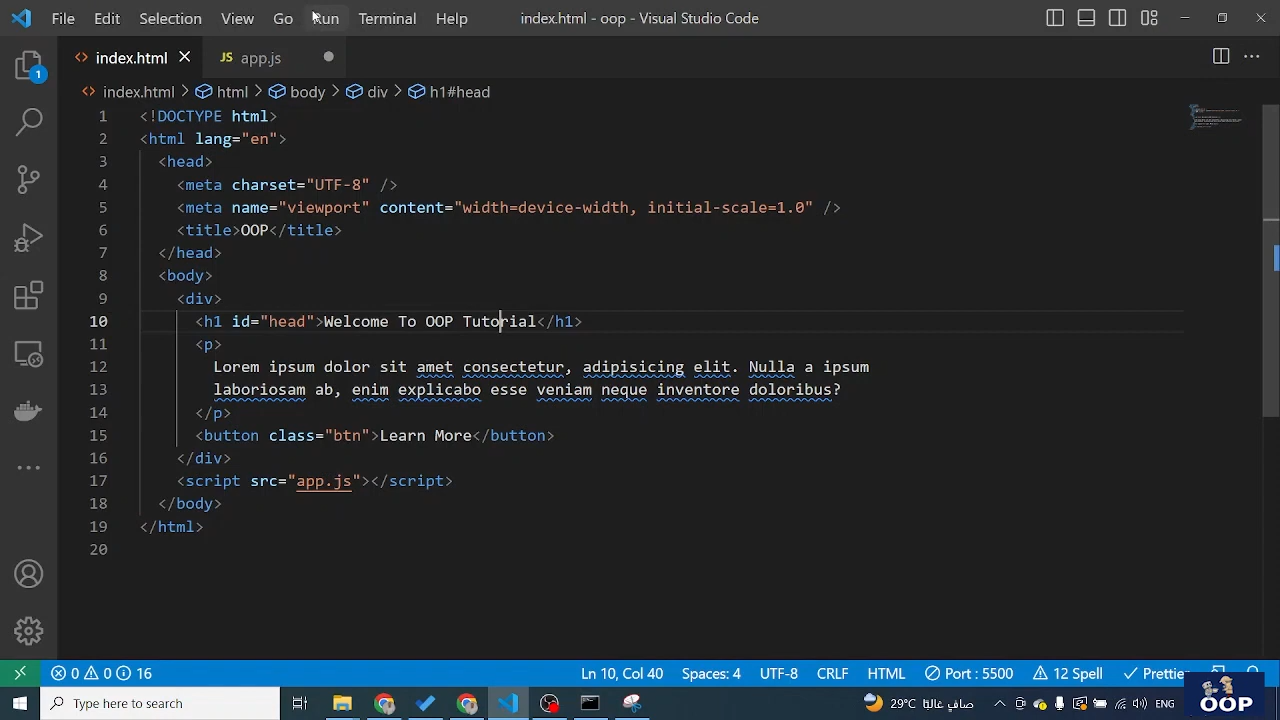 File Edit Selection View Go Run Terminal Help index.html - oop - Visual Studio Code
index.html JS app.js
1
index.html html body div h1#head
1 <!DOCTYPE html>
2 <html lang="en">
3 <head>
4 <meta charset="UTF-8" />
5 <meta name="viewport" content="width=device-width, initial-scale=1.0" />
6 <title>OOP</title>
7 </head>
8 <body>
9 <div>
10 <h1 id="head">Welcome To OOP Tutorial</h1>
11 <p>
12 Lorem ipsum dolor sit amet consectetur, adipisicing elit. Nulla a ipsum
13 laboriosam ab, enim explicabo esse veniam neque inventore doloribus?
14 </p>
15 <button class="btn">Learn More</button>
16 </div>
17 <script src="app.js"></script>
18 </body>
19 </html>
20
0 0 16 Ln 10, Col 40 Spaces: 4 UTF-8 CRLF HTML Port : 5500 12 Spell
Type here to search 29°C صافي غالبًا ENG OOP